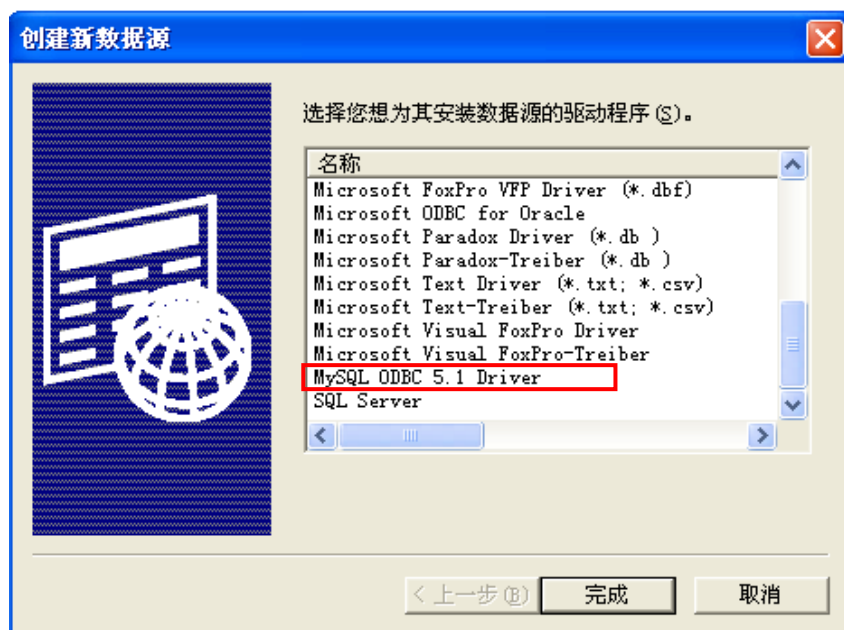 创建新数据源
选择您想为其安装数据源的驱动程序(S)。
名称
Microsoft FoxPro VFP Driver (*.dbf)
Microsoft ODBC for Oracle
Microsoft Paradox Driver (*.db )
Microsoft Paradox-Treiber (*.db )
Microsoft Text Driver (*.txt; *.csv)
Microsoft Text-Treiber (*.txt; *.csv)
Microsoft Visual FoxPro Driver
Microsoft Visual FoxPro-Treiber
MySQL ODBC 5.1 Driver
SQL Server
< 上一步(B) 完成 取消